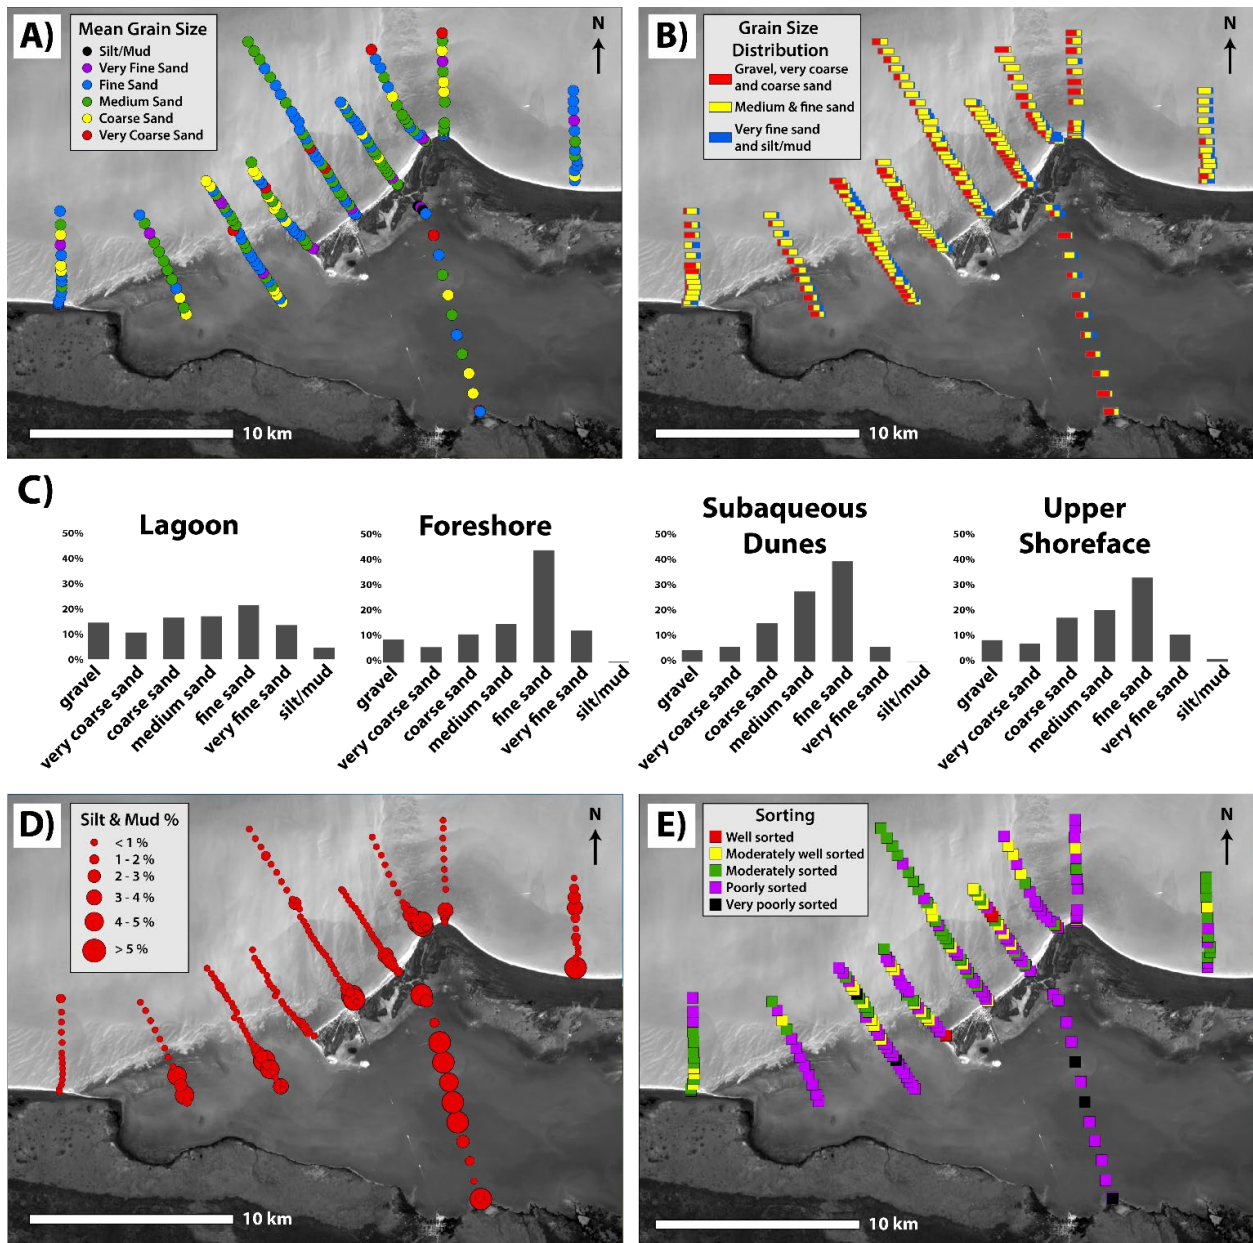 A)
Mean Grain Size
Silt/Mud
Very Fine Sand
Fine Sand
Medium Sand
Coarse Sand
Very Coarse Sand
N
10 km
B)
Grain Size
Distribution
Gravel, very coarse
and coarse sand
Medium & fine sand
Very fine sand
and silt/mud
N
10 km
C)
Lagoon
50%
40%
30%
20%
10%
0%
gravel
very coarse sand
coarse sand
medium sand
fine sand
very fine sand
silt/mud
Foreshore
50%
40%
30%
20%
10%
0%
gravel
very coarse sand
coarse sand
medium sand
fine sand
very fine sand
silt/mud
Subaqueous
Dunes
50%
40%
30%
20%
10%
0%
gravel
very coarse sand
coarse sand
medium sand
fine sand
very fine sand
silt/mud
Upper
Shoreface
50%
40%
30%
20%
10%
0%
gravel
very coarse sand
coarse sand
medium sand
fine sand
very fine sand
silt/mud
D)
Silt & Mud %
< 1 %
1 - 2 %
2 - 3 %
3 - 4 %
4 - 5 %
> 5 %
N
10 km
E)
Sorting
Well sorted
Moderately well sorted
Moderately sorted
Poorly sorted
Very poorly sorted
N
10 km